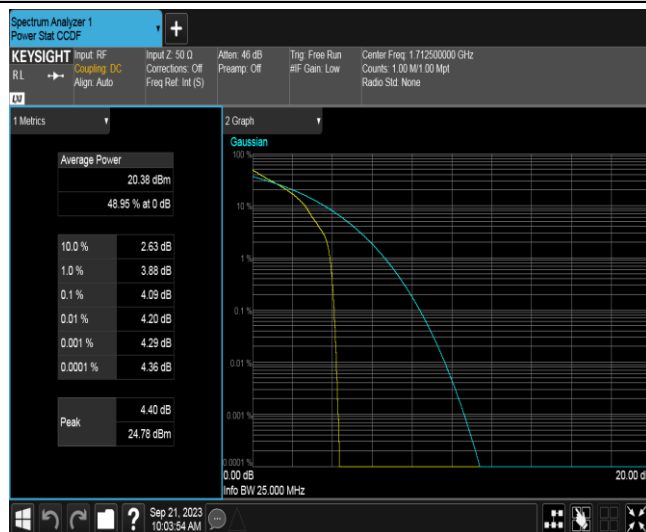 Spectrum Analyzer 1
Power Stat CCDF
KEYSIGHT
RL
LXI
Input: RF
Coupling: DC
Align: Auto
Input Z: 50 Ω
Corrections: Off
Freq Ref: Int (S)
Atten: 46 dB
Preamp: Off
Trig: Free Run
#IF Gain: Low
Center Freq: 1.712500000 GHz
Counts: 1.00 M/1.00 Mpt
Radio Std: None
1 Metrics
Average Power
20.38 dBm
48.95 % at 0 dB
10.0 % 2.63 dB
1.0 % 3.88 dB
0.1 % 4.09 dB
0.01 % 4.20 dB
0.001 % 4.29 dB
0.0001 % 4.36 dB
Peak
4.40 dB
24.78 dBm
2 Graph
Gaussian
100 %
10 %
1 %
0.1 %
0.01 %
0.001 %
0.0001 %
0.00 dB
20.00 d
Info BW 25.000 MHz
?
Sep 21, 2023
10:03:54 AM